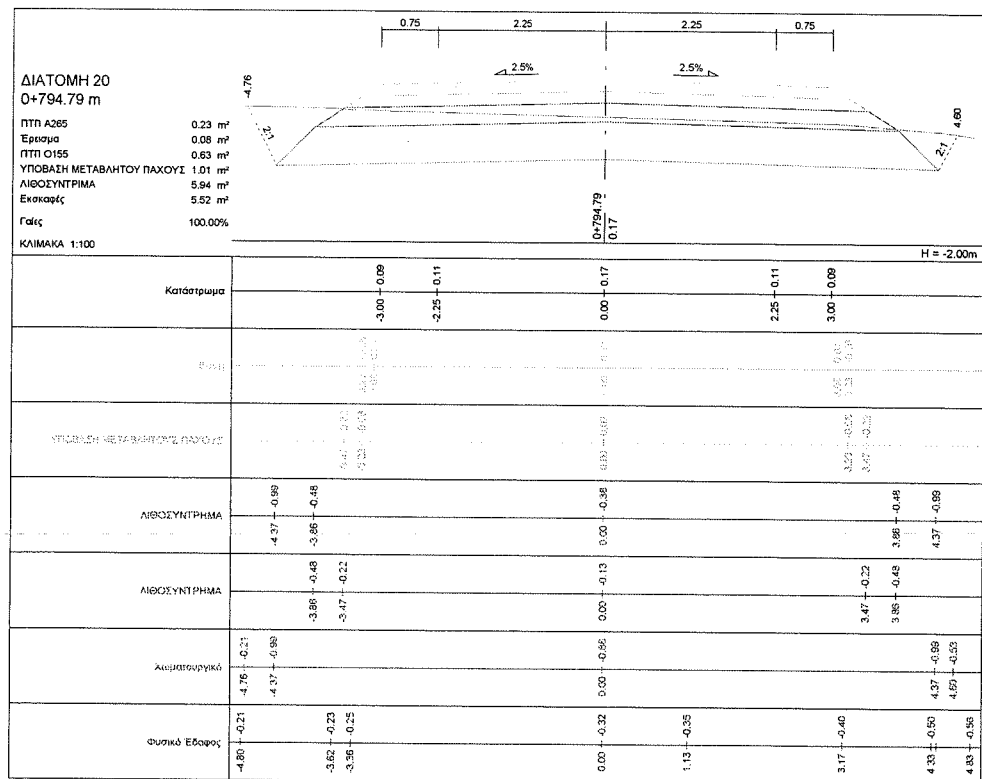 0.75 2.25 2.25 0.75
ΔΙΑΤΟΜΗ 20
0+794.79 m
ΠΤΠ Α265 0.23 m²
Έρεισμα 0.08 m²
ΠΤΠ Ο155 0.63 m²
ΥΠΟΒΑΣΗ ΜΕΤΑΒΛΗΤΟΥ ΠΑΧΟΥΣ 1.01 m²
ΛΙΘΟΣΥΝΤΡΙΜΑ 5.94 m²
Εκσκαφές 5.52 m²
Γαίες 100.00%
ΚΛΙΜΑΚΑ 1:100
-4.76
2:1
2.5% 2.5%
4.60
2:1
0+794.79
0.17
H = -2.00m
Κατάστρωμα
0.09 0.11 0.17 0.11 0.09
-3.00 -2.25 0.00 2.25 3.00
ΥΠΟΒΑΣΗ ΜΕΤΑΒΛΗΤΟΥΣ ΠΑΧΟΥΣ
ΛΙΘΟΣΥΝΤΡΗΜΑ
-0.99 -0.48 -0.38 -0.48 -0.99
-4.37 -3.86 0.00 3.86 4.37
ΛΙΘΟΣΥΝΤΡΗΜΑ
-0.48 -0.22 -0.13 -0.22 -0.48
-3.86 -3.47 0.00 3.47 3.86
Χωματουργικό
-0.21 -0.99 -0.86 -0.99 -0.53
-4.76 -4.37 0.00 4.37 4.60
Φυσικό Έδαφος
-0.21 -0.23 -0.25 -0.32 -0.35 -0.40 -0.50 -0.56
-4.80 -3.62 -3.36 0.00 1.13 3.17 4.33 4.83